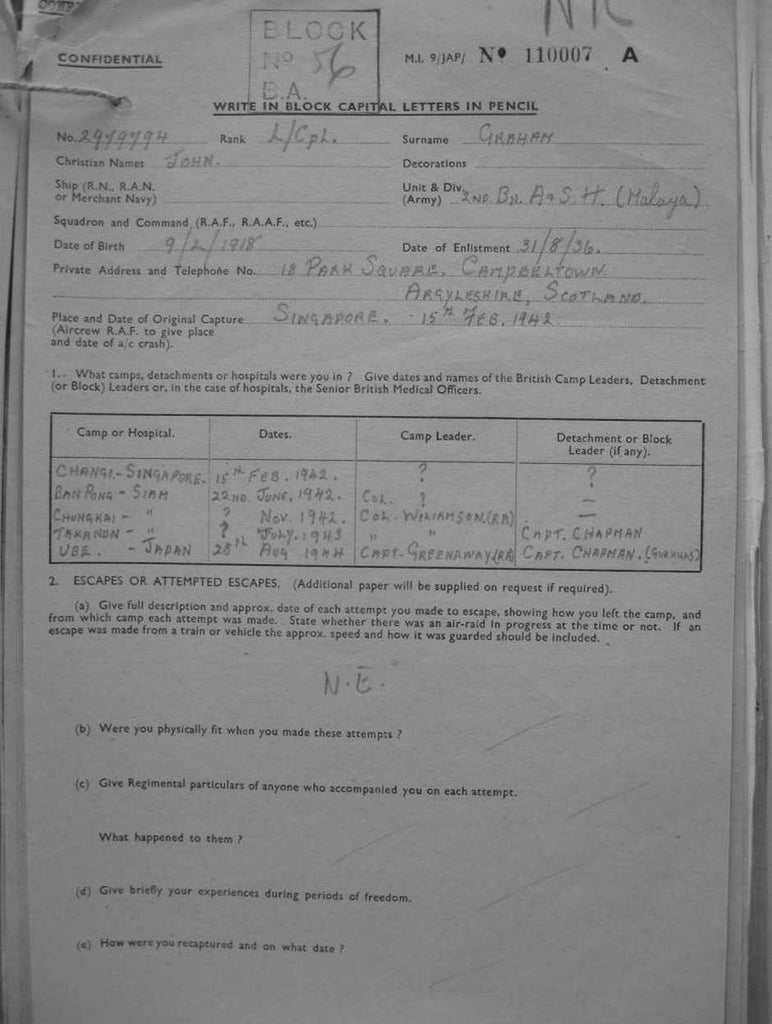 BLOCK
Nº 56
B.A.
NR
CONFIDENTIAL
M.I. 9/JAP/ Nº 110007 A
WRITE IN BLOCK CAPITAL LETTERS IN PENCIL
No. 2979794 Rank L/Cpl. Surname GRAHAM
Christian Names JOHN. Decorations
Ship (R.N., R.A.N.
or Merchant Navy)
Unit & Div.
(Army) 2ND. BN. A & S. H. (Malaya)
Squadron and Command (R.A.F., R.A.A.F., etc.)
Date of Birth 9/2/1918 Date of Enlistment 31/8/36.
Private Address and Telephone No. 18 PARK SQUARE, CAMPBELTOWN.
ARGYLESHIRE, SCOTLAND.
Place and Date of Original Capture SINGAPORE. - 15TH FEB. 1942
(Aircrew R.A.F. to give place
and date of a/c crash).
1. What camps, detachments or hospitals were you in ? Give dates and names of the British Camp Leaders, Detachment
(or Block) Leaders or, in the case of hospitals, the Senior British Medical Officers.
Camp or Hospital. Dates. Camp Leader. Detachment or Block
Leader (if any).
CHANGI. - SINGAPORE. 15TH FEB. 1942. ? ?
BAN PONG - SIAM 22ND. JUNE, 1942. COL. ? =
CHUNGKAI - " ? NOV. 1942. COL. WILIAMSON.(RA) =
TAKANUN - " ? JULY. 1943 " " CAPT. CHAPMAN
UBE. - JAPAN 28TH AUG 1944 CAPT. GREENAWAY(RA) CAPT. CHAPMAN. (GURKHAS)
2. ESCAPES OR ATTEMPTED ESCAPES. (Additional paper will be supplied on request if required).
(a) Give full description and approx. date of each attempt you made to escape, showing how you left the camp, and
from which camp each attempt was made. State whether there was an air-raid in progress at the time or not. If an
escape was made from a train or vehicle the approx. speed and how it was guarded should be included.
N.E.
(b) Were you physically fit when you made these attempts ?
(c) Give Regimental particulars of anyone who accompanied you on each attempt.
What happened to them ?
(d) Give briefly your experiences during periods of freedom.
(e) How were you recaptured and on what date ?